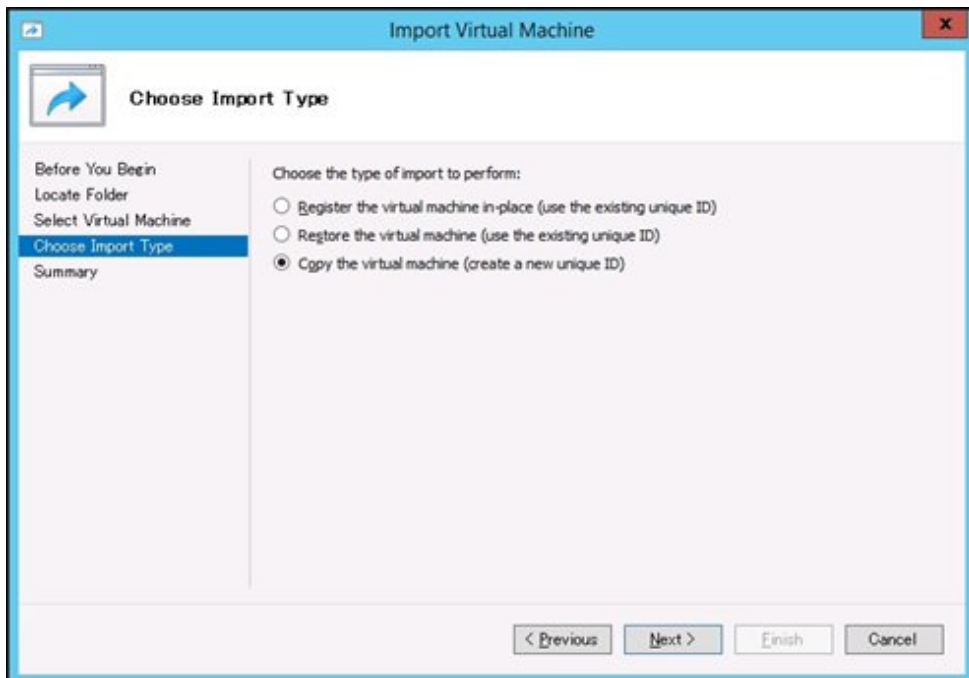 Import Virtual Machine
x
Choose Import Type
Before You Begin
Locate Folder
Select Virtual Machine
Choose Import Type
Summary
Choose the type of import to perform:
Register the virtual machine in-place (use the existing unique ID)
Restore the virtual machine (use the existing unique ID)
Copy the virtual machine (create a new unique ID)
< Previous
Next >
Finish
Cancel